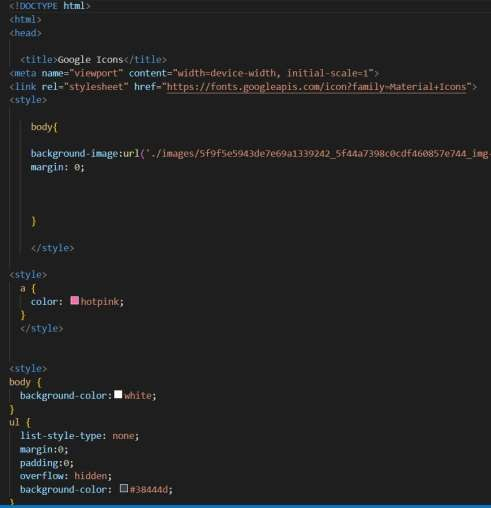 <!DOCTYPE html>
<html>
<head>
<title>Google Icons</title>
<meta name="viewport" content="width=device-width, initial-scale=1">
<link rel="stylesheet" href="https://fonts.googleapis.com/icon?family=Material+Icons">
<style>
body{
background-image:url('./images/5f9f5e5943de7e69a1339242_5f44a7398c0cdf460857e744_img-
margin: 0;
}
</style>
<style>
a {
color: hotpink;
}
</style>
<style>
body {
background-color: white;
}
ul {
list-style-type: none;
margin:0;
padding:0;
overflow: hidden;
background-color: #38444d;
}